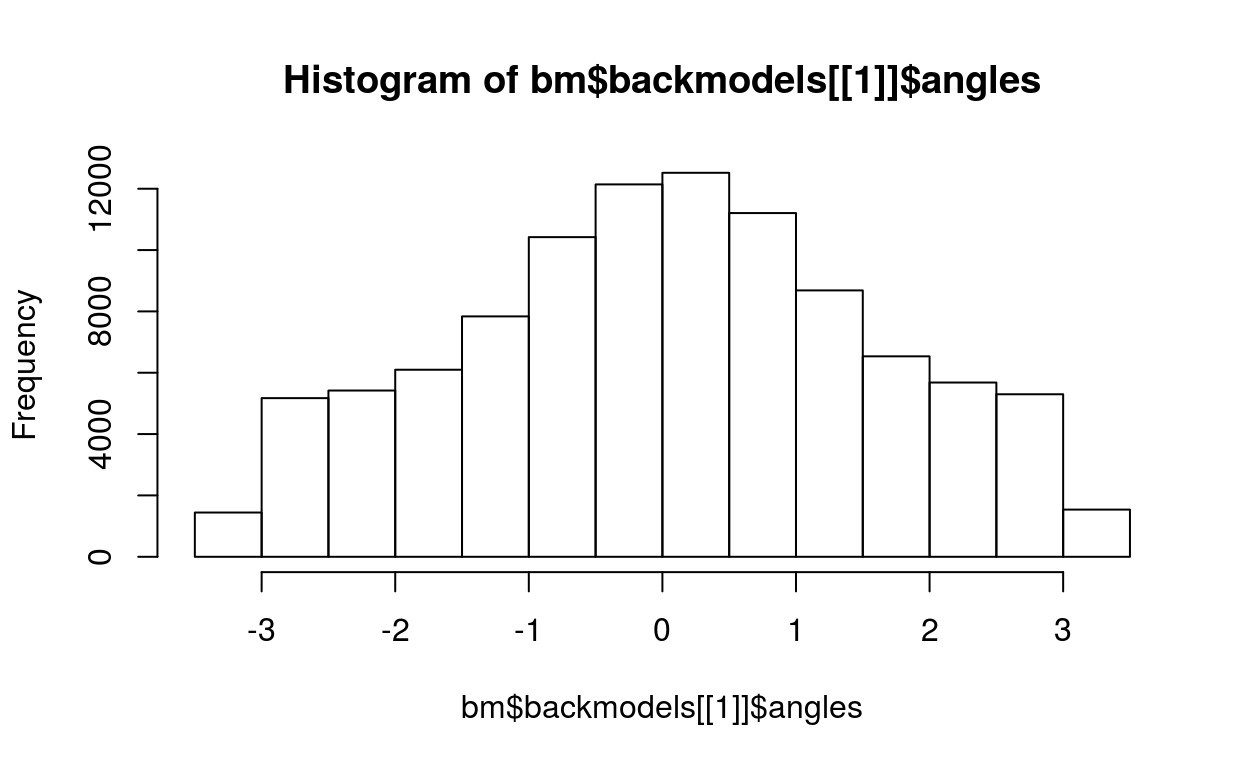 Histogram of bm$backmodels[[1]]$angles
Frequency
12000
8000
4000
0
-3 -2 -1 0 1 2 3
bm$backmodels[[1]]$angles